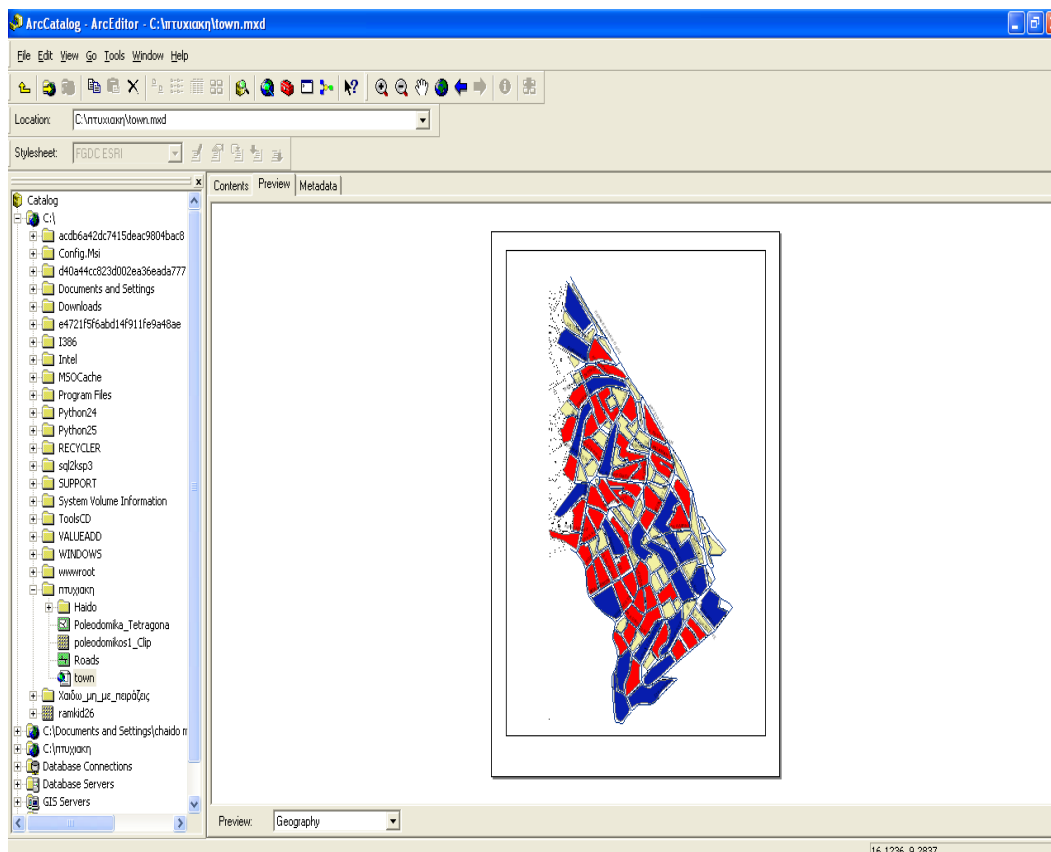 ArcCatalog - ArcEditor - C:\πτυχιακη\town.mxd
File Edit View Go Tools Window Help
Location: C:\πτυχιακη\town.mxd
Stylesheet: FGDC ESRI
Contents Preview Metadata
Catalog
C:\
acdb6a42dc7415deac9804bac8
Config.Msi
d40a44cc823d002ea36eada777
Documents and Settings
Downloads
e4721f5f6abd14f911fe9a48ae
I386
Intel
MSOCache
Program Files
Python24
Python25
RECYCLER
sql2ksp3
SUPPORT
System Volume Information
ToolsCD
VALUEADD
WINDOWS
wwwroot
πτυχιακη
Haido
Poleodomika_Tetragona
poleodomikos1_Clip
Roads
town
Χαιδω_μη_με_πειράζεις
ramkid26
C:\Documents and Settings\chaido m
C:\πτυχιακη
Database Connections
Database Servers
GIS Servers
Preview: Geography
16,1236 9,2837